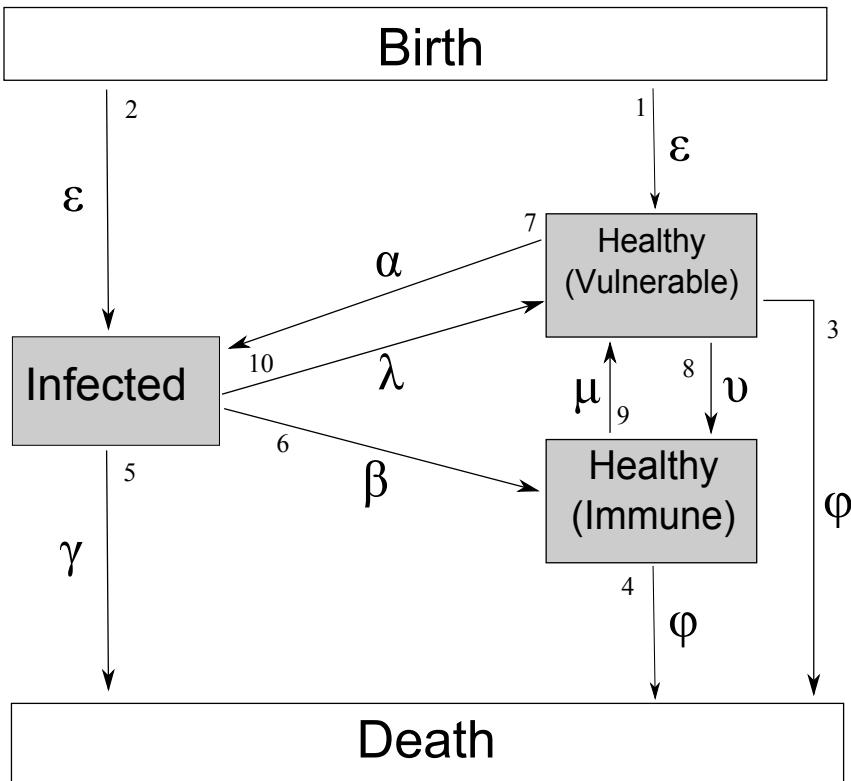 Birth
2
1
ε
ε
7
Healthy
(Vulnerable)
α
3
10
λ
8
μ
υ
9
Infected
6
5
β
Healthy
(Immune)
φ
γ
4
φ
Death